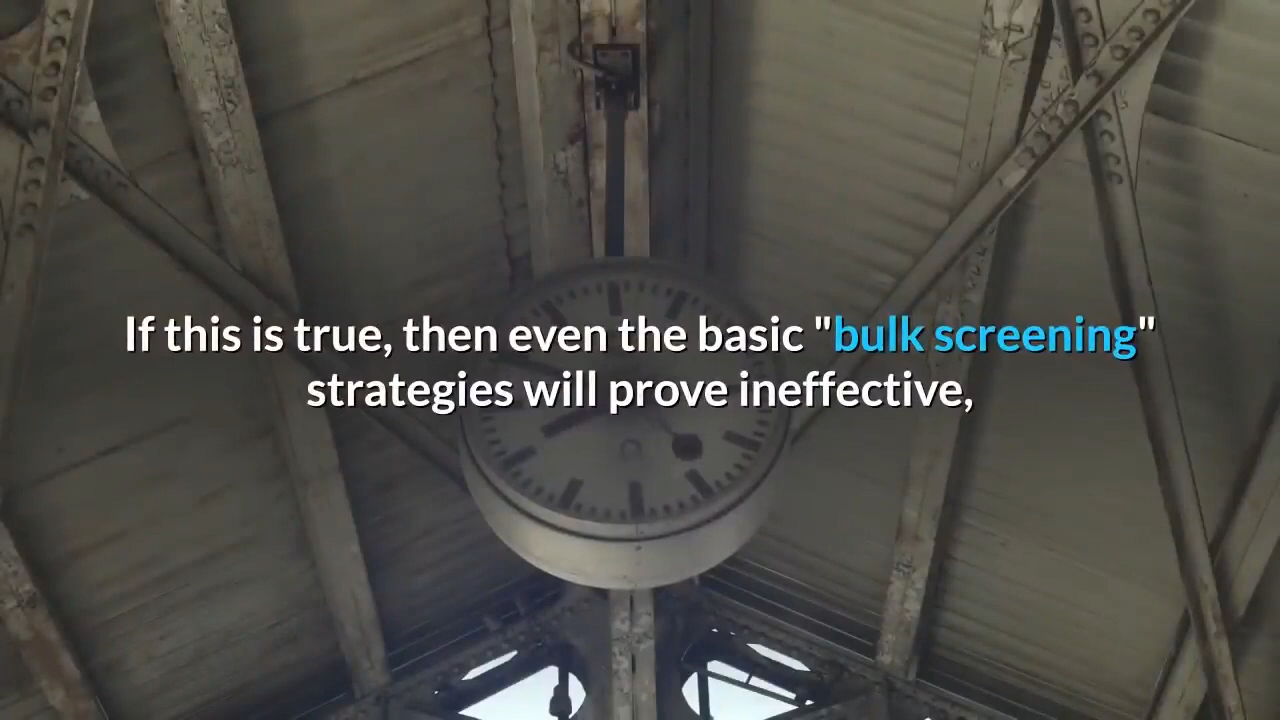 If this is true, then even the basic "bulk screening"
strategies will prove ineffective,